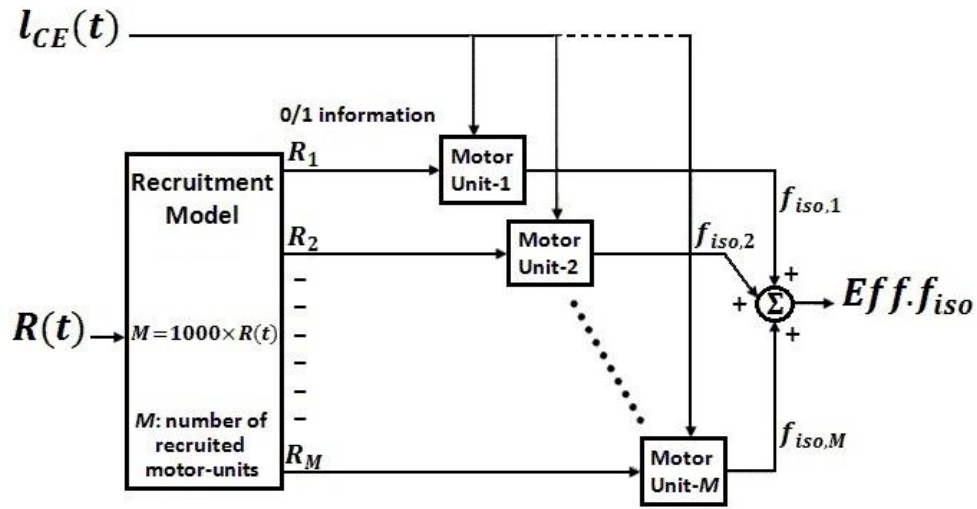 l_CE(t)
0/1 information
R_1
Motor
Unit-1
Recruitment
Model
f_iso,1
R_2
Motor
Unit-2
f_iso,2
+
+
Σ
Eff.f_iso
R(t)
M=1000×R(t)
+
M: number of
recruited
motor-units
R_M
Motor
Unit-M
f_iso,M